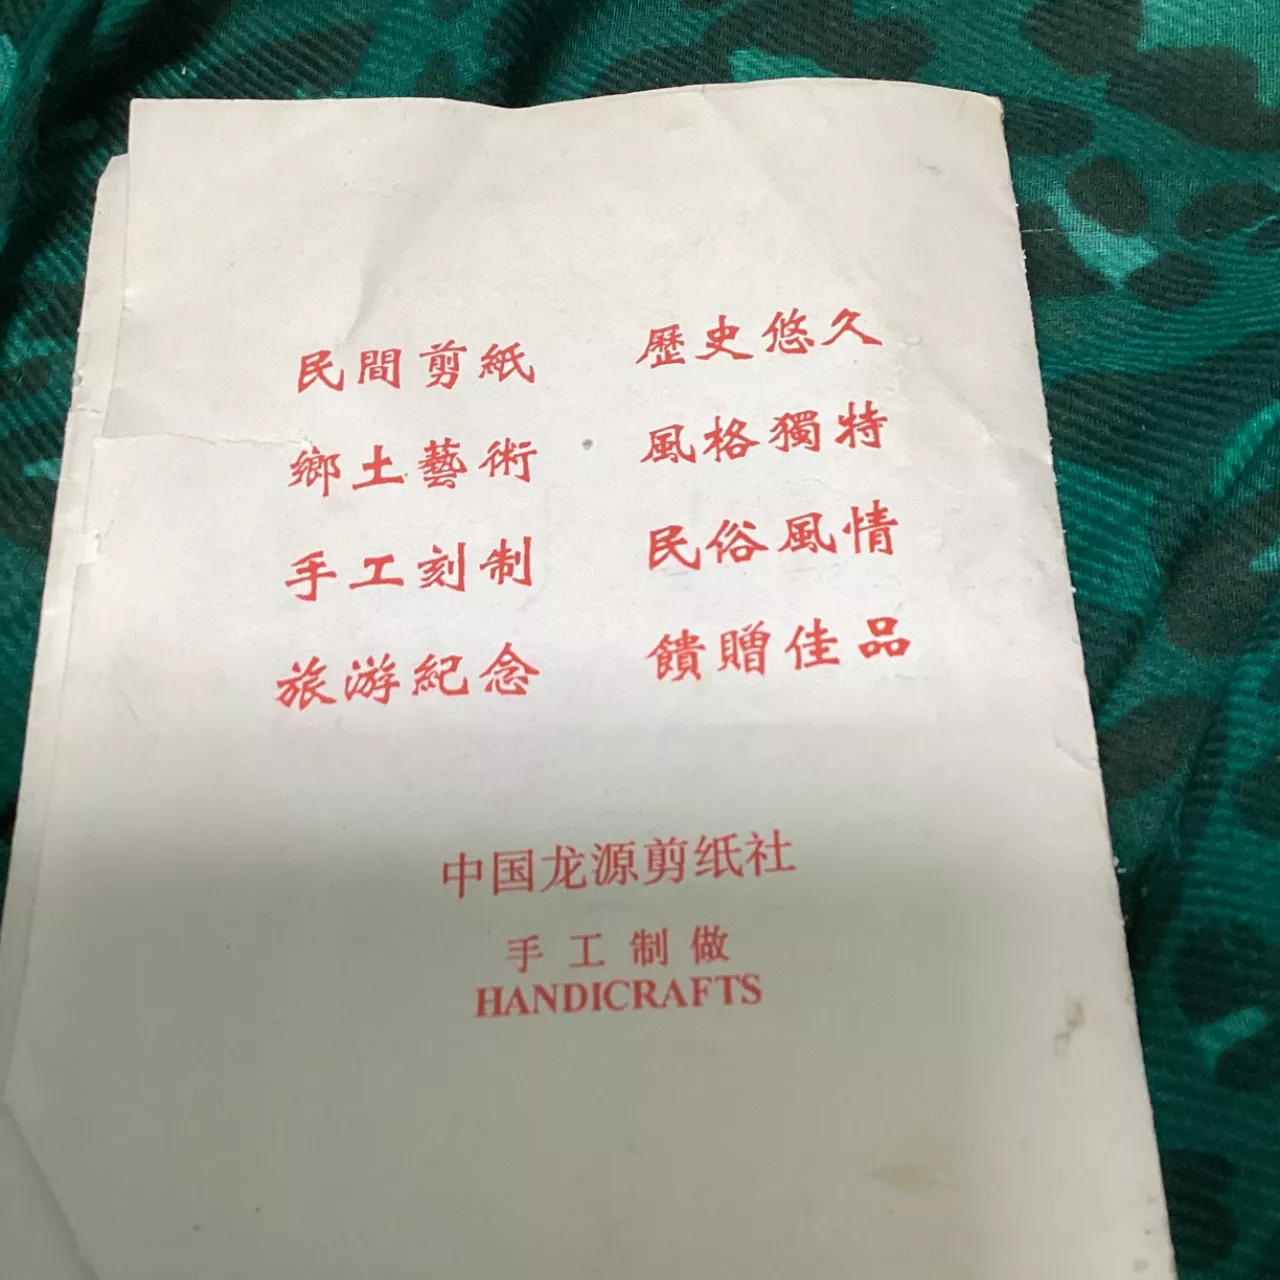 民間剪紙 歷史悠久
鄉土藝術 風格獨特
手工刻制 民俗風情
旅游紀念 饋贈佳品
中国龙源剪纸社
手工制做
HANDICRAFTS